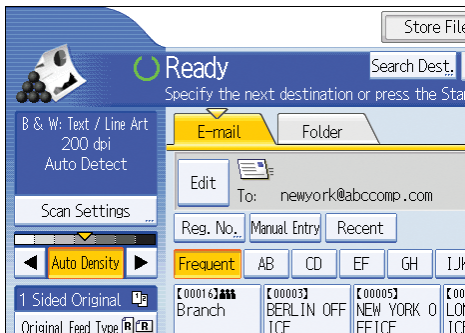 Store File
Ready
Search Dest.
Specify the next destination or press the Sta
B & W: Text / Line Art
200 dpi
Auto Detect
E-mail
Folder
Edit
To: newyork@abccomp.com
Scan Settings
Reg. No.
Manual Entry
Recent
Auto Density
Frequent
AB
CD
EF
GH
IJK
1 Sided Original
[00016]
Branch
[00003]
BERLIN OFF
ICE
[00005]
NEW YORK O
FFICE
[00
LON
ICE
Original Feed Type